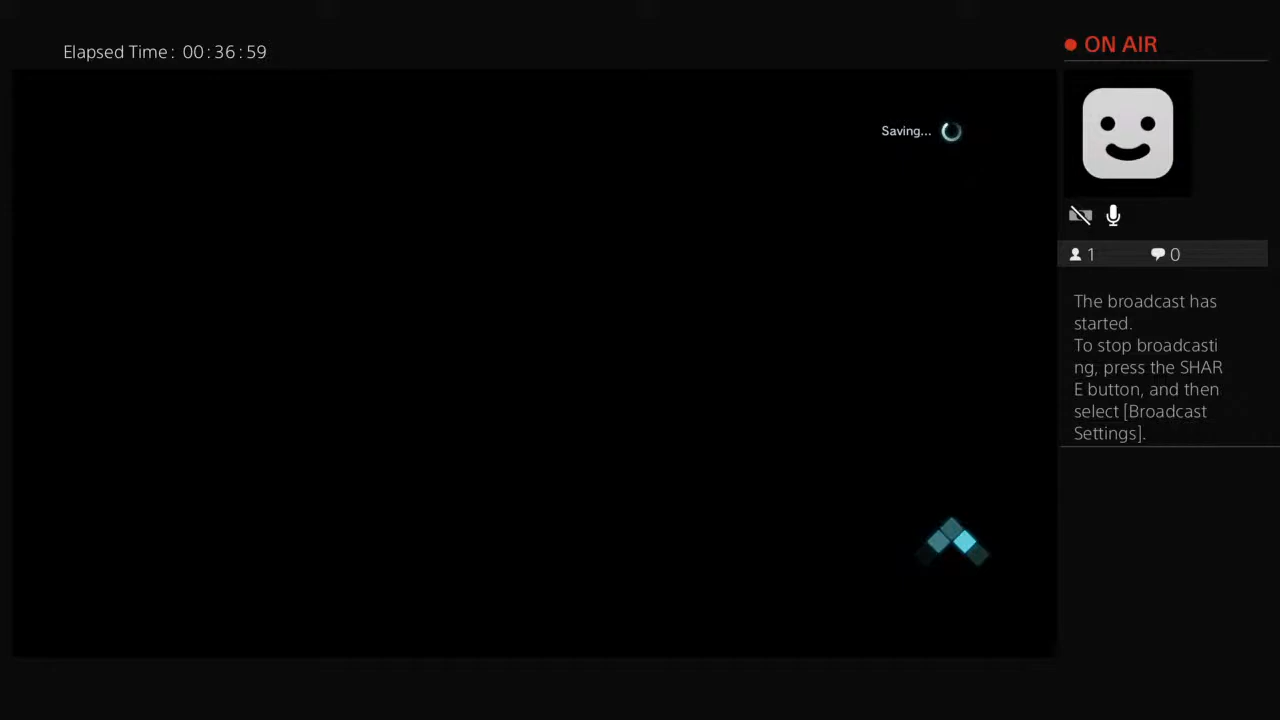 Elapsed Time: 00:36:59
ON AIR
Saving...
1 0
The broadcast has
started.
To stop broadcasti
ng, press the SHAR
E button, and then
select [Broadcast
Settings].